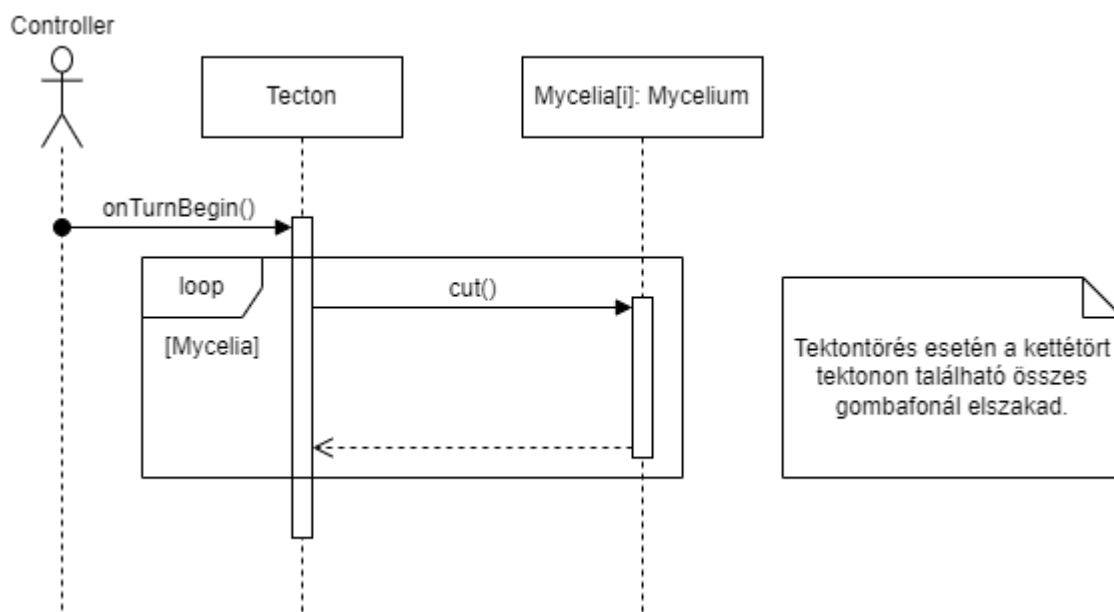 Controller
Tecton
Mycelia[i]: Mycelium
onTurnBegin()
loop
cut()
[Mycelia]
Tektontörés esetén a kettétört
tektonon található összes
gombafonál elszakad.